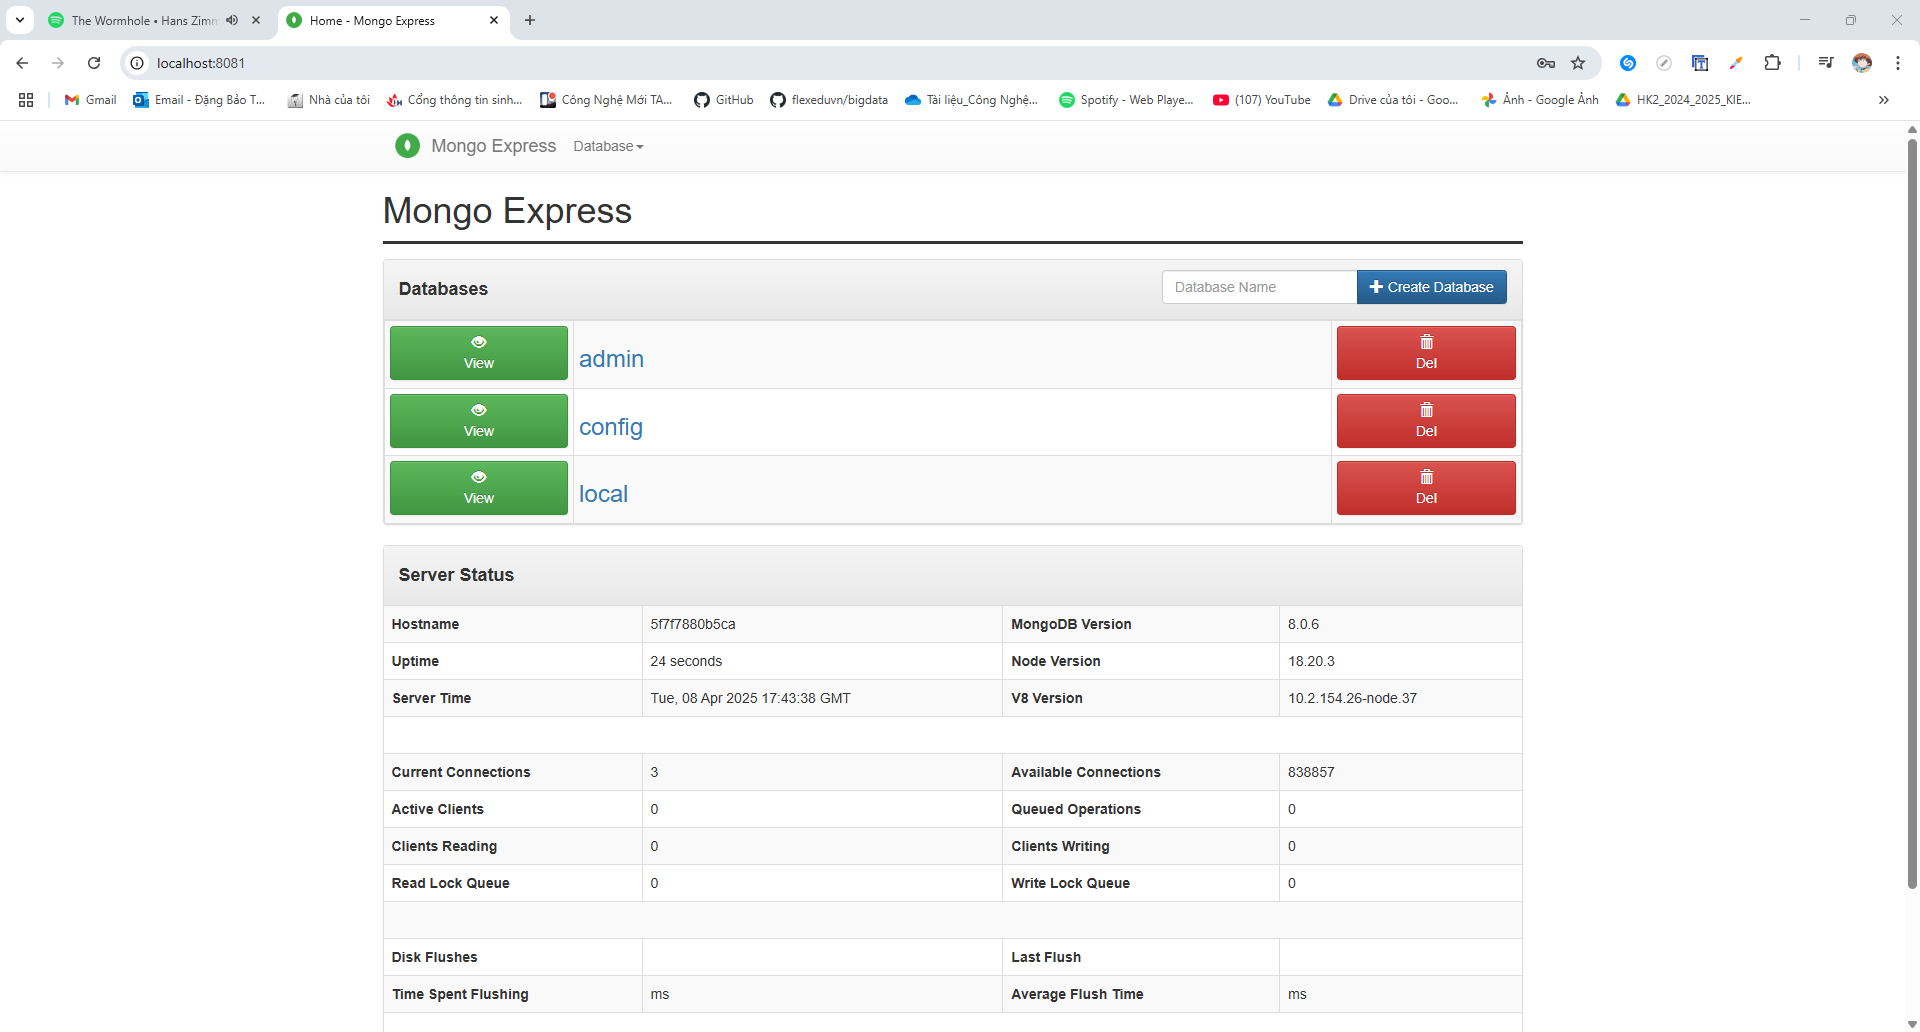 The Wormhole • Hans Zimm
Home - Mongo Express
localhost:8081
Gmail
Email - Đặng Bảo T...
Nhà của tôi
Cổng thông tin sinh...
Công Nghệ Mới TA...
GitHub
flexeduvn/bigdata
Tài liệu_Công Nghệ...
Spotify - Web Playe...
(107) YouTube
Drive của tôi - Goo...
Ảnh - Google Ảnh
HK2_2024_2025_KIE...
Mongo Express Database
Mongo Express
Databases
Database Name
Create Database
View admin Del
View config Del
View local Del
Server Status
Hostname 5f7f7880b5ca MongoDB Version 8.0.6
Uptime 24 seconds Node Version 18.20.3
Server Time Tue, 08 Apr 2025 17:43:38 GMT V8 Version 10.2.154.26-node.37
Current Connections 3 Available Connections 838857
Active Clients 0 Queued Operations 0
Clients Reading 0 Clients Writing 0
Read Lock Queue 0 Write Lock Queue 0
Disk Flushes Last Flush
Time Spent Flushing ms Average Flush Time ms